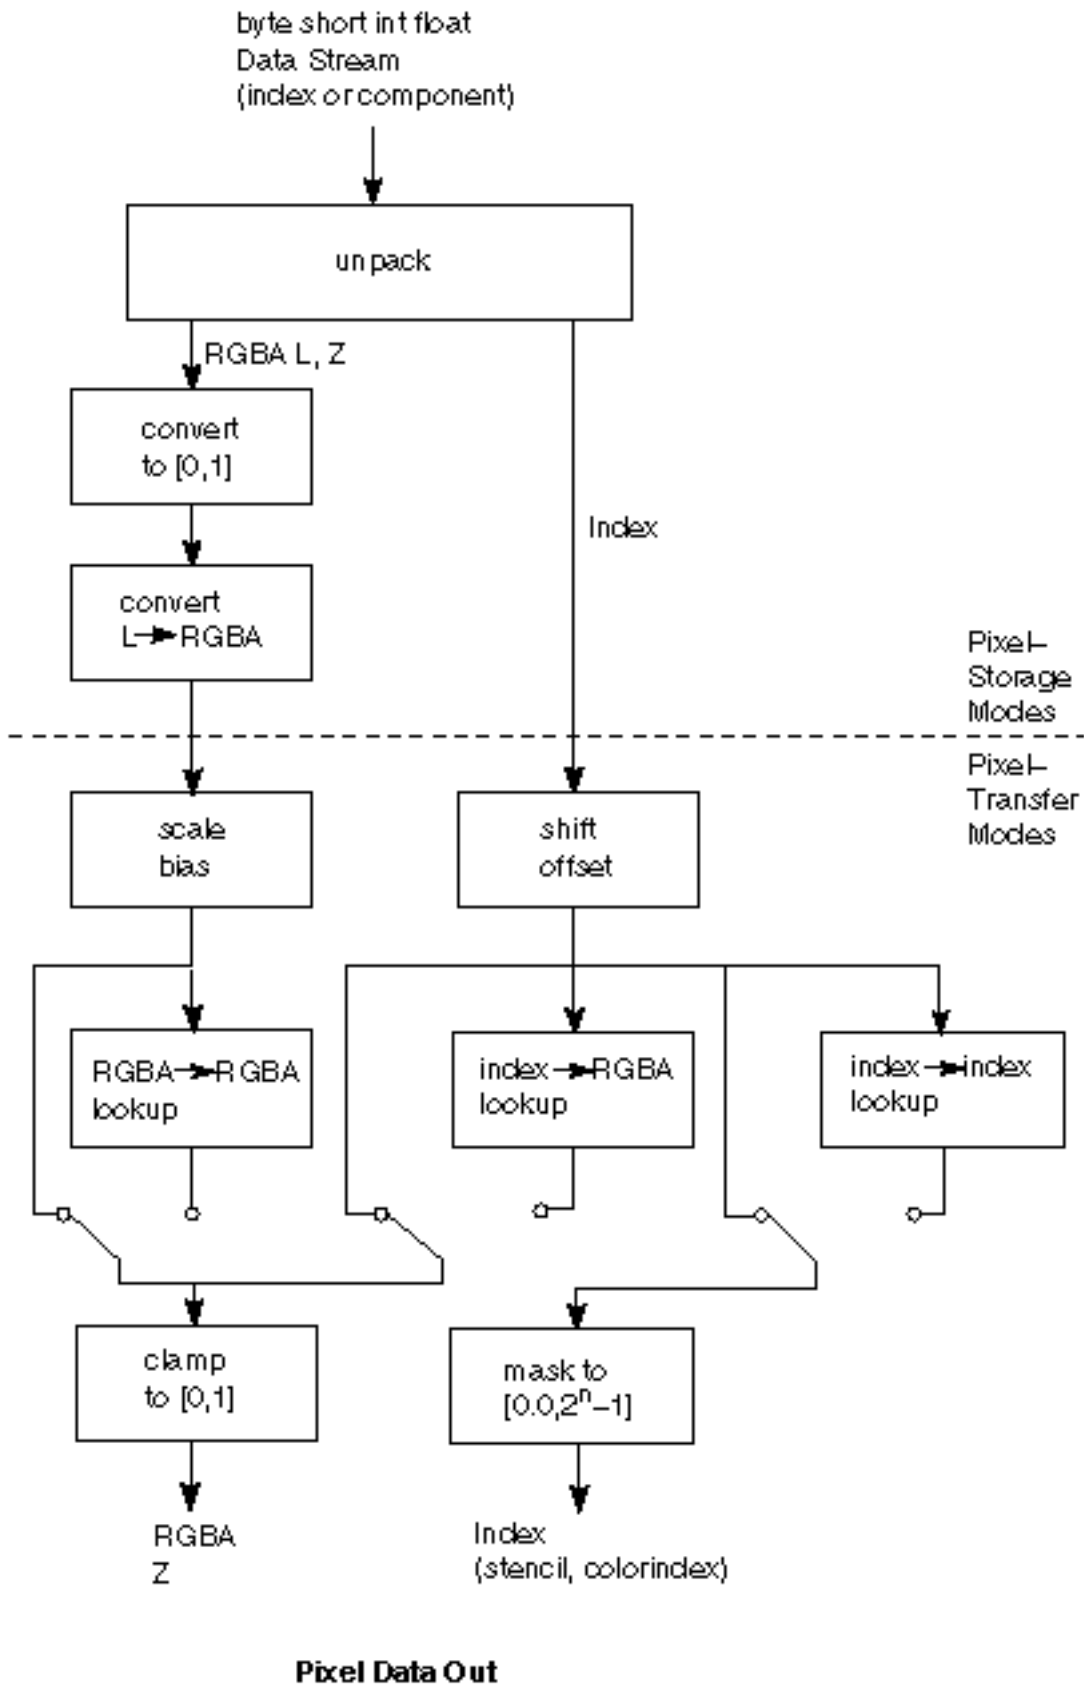 byte short int float
Data Stream
(index or component)
unpack
RGBA L, Z
convert
to [0,1]
Index
convert
L→RGBA
Pixel–
Storage
Modes
Pixel–
Transfer
Modes
scale
bias
shift
offset
RGBA→RGBA
lookup
index→RGBA
lookup
index→index
lookup
clamp
to [0,1]
mask to
[0.0,2ⁿ–1]
RGBA
Z
Index
(stencil, colorindex)
Pixel Data Out